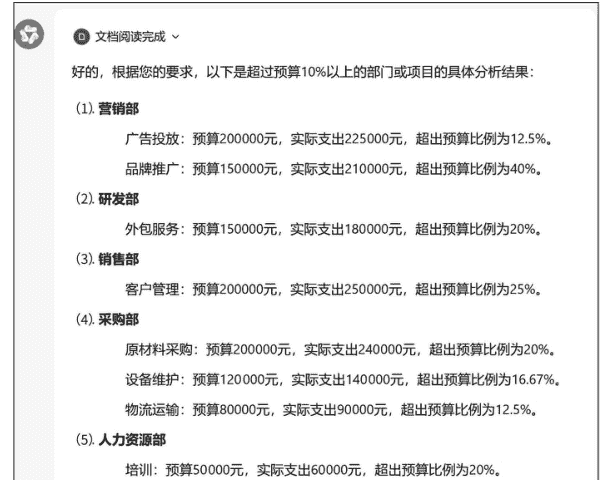 文档阅读完成
好的，根据您的要求，以下是超过预算10%以上的部门或项目的具体分析结果：
（1）. 营销部
广告投放：预算200000元，实际支出225000元，超出预算比例为12.5%。
品牌推广：预算150000元，实际支出210000元，超出预算比例为40%。
（2）. 研发部
外包服务：预算150000元，实际支出180000元，超出预算比例为20%。
（3）. 销售部
客户管理：预算200000元，实际支出250000元，超出预算比例为25%。
（4）. 采购部
原材料采购：预算200000元，实际支出240000元，超出预算比例为20%。
设备维护：预算120000元，实际支出140000元，超出预算比例为16.67%。
物流运输：预算80000元，实际支出90000元，超出预算比例为12.5%。
（5）. 人力资源部
培训：预算50000元，实际支出60000元，超出预算比例为20%。